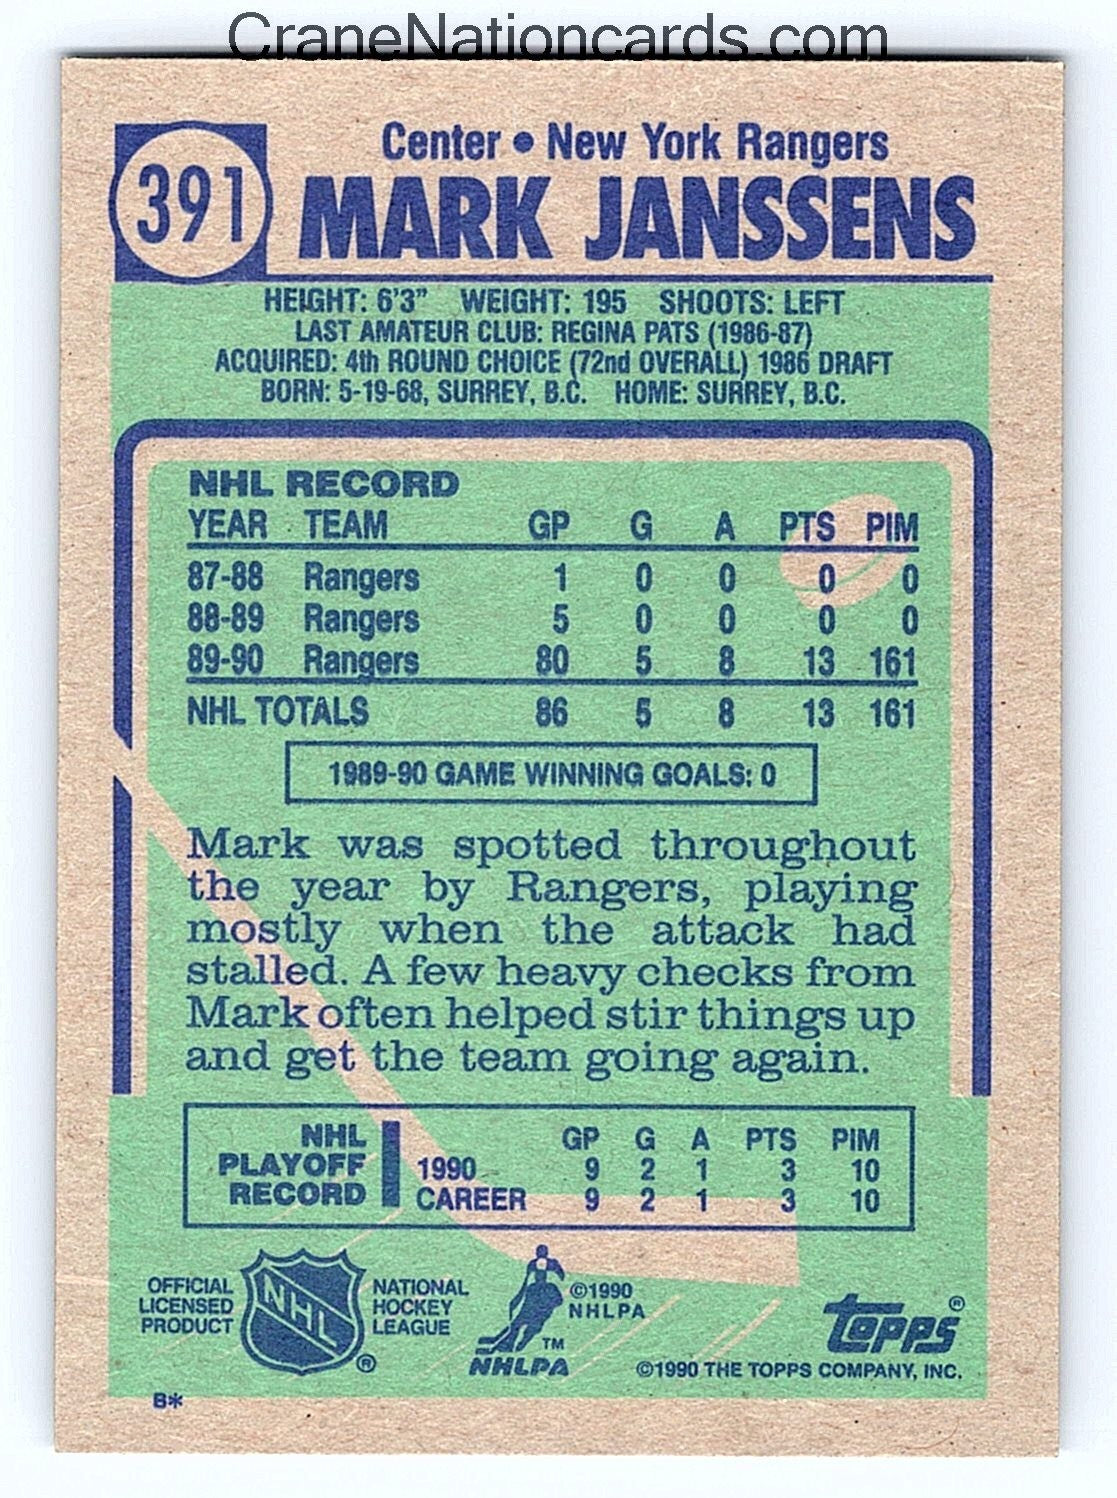 CraneNationcards.com
391
Center • New York Rangers
MARK JANSSENS
HEIGHT: 6'3" WEIGHT: 195 SHOOTS: LEFT
LAST AMATEUR CLUB: REGINA PATS (1986-87)
ACQUIRED: 4th ROUND CHOICE (72nd OVERALL) 1986 DRAFT
BORN: 5-19-68, SURREY, B.C. HOME: SURREY, B.C.
NHL RECORD
YEAR TEAM GP G A PTS PIM
87-88 Rangers 1 0 0 0 0
88-89 Rangers 5 0 0 0 0
89-90 Rangers 80 5 8 13 161
NHL TOTALS 86 5 8 13 161
1989-90 GAME WINNING GOALS: 0
Mark was spotted throughout
the year by Rangers, playing
mostly when the attack had
stalled. A few heavy checks from
Mark often helped stir things up
and get the team going again.
NHL PLAYOFF RECORD
GP G A PTS PIM
1990 9 2 1 3 10
CAREER 9 2 1 3 10
OFFICIAL
LICENSED
PRODUCT
NHL
®
NATIONAL
HOCKEY
LEAGUE
TM
NHLPA
©1990
NHLPA
Topps®
©1990 THE TOPPS COMPANY, INC.
B*